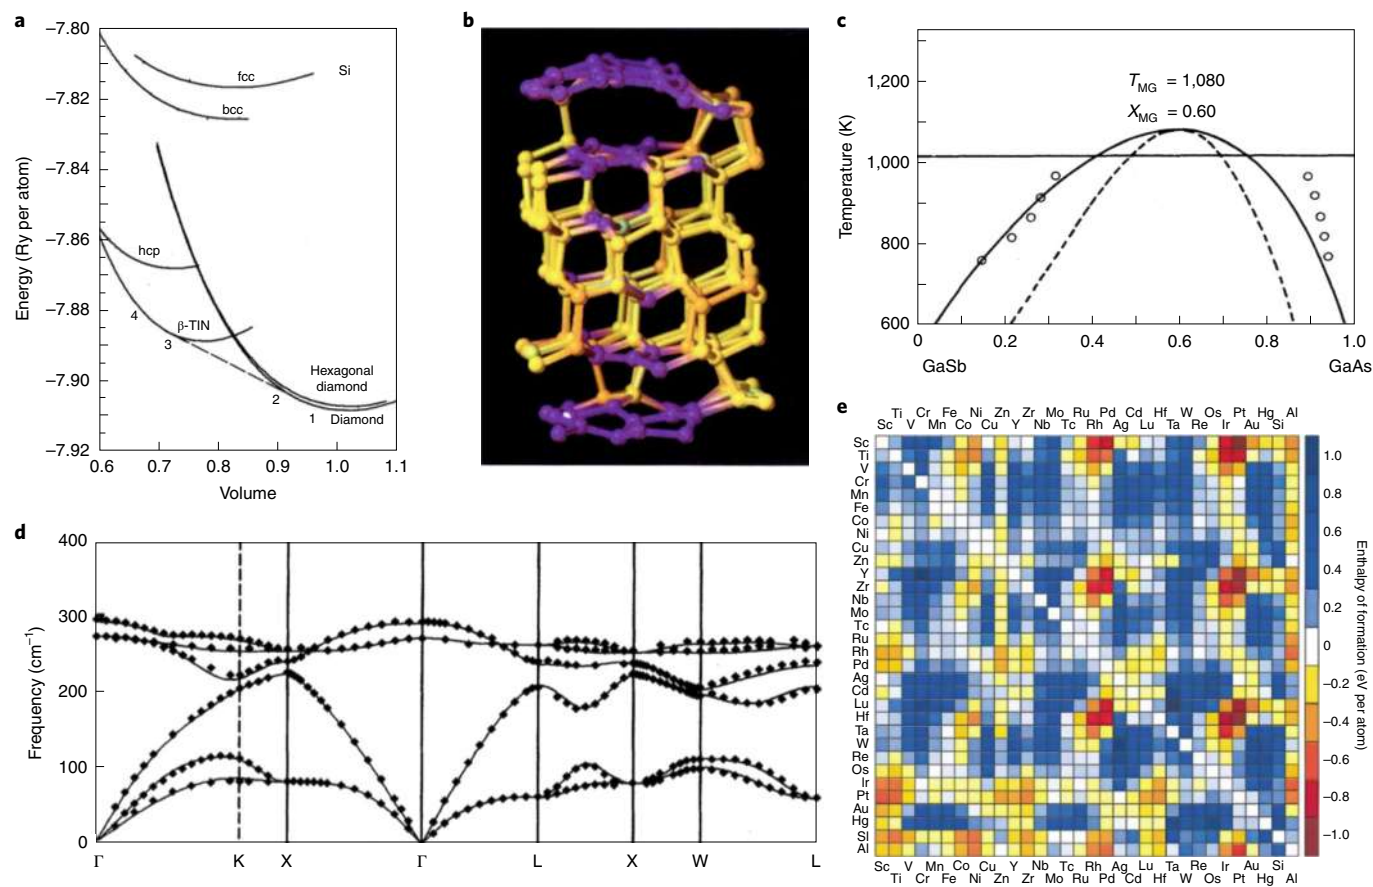 a
−7.80
−7.82
−7.84
−7.86
−7.88
−7.90
−7.92
Energy (Ry per atom)
fcc
Si
bcc
hcp
4
β-TIN
3
2
Hexagonal
diamond
1 Diamond
0.6 0.7 0.8 0.9 1.0 1.1
Volume
b
c
1,200
1,000
800
600
Temperature (K)
TMG = 1,080
XMG = 0.60
0 0.2 0.4 0.6 0.8 1.0
GaSb GaAs
d
400
300
200
100
0
Frequency (cm−1)
Γ K X Γ L X W L
e
Ti Cr Fe Ni Zn Zr Mo Ru Pd Cd Hf W Os Pt Hg Al
Sc V Mn Co Cu Y Nb Tc Rh Ag Lu Ta Re Ir Au Si
Sc
Ti
V
Cr
Mn
Fe
Co
Ni
Cu
Zn
Y
Zr
Nb
Mo
Tc
Ru
Rh
Pd
Ag
Cd
Lu
Hf
Ta
W
Re
Os
Ir
Pt
Au
Hg
SI
Al
Sc V Mn Co Cu Y Nb Tc Rh Ag Lu Ta Re Ir Au Si
Ti Cr Fe Ni Zn Zr Mo Ru Pd Cd Hf W Os Pt Hg Al
1.0
0.8
0.6
0.4
0.2
0
−0.2
−0.4
−0.6
−0.8
−1.0
Enthalpy of formation (eV per atom)